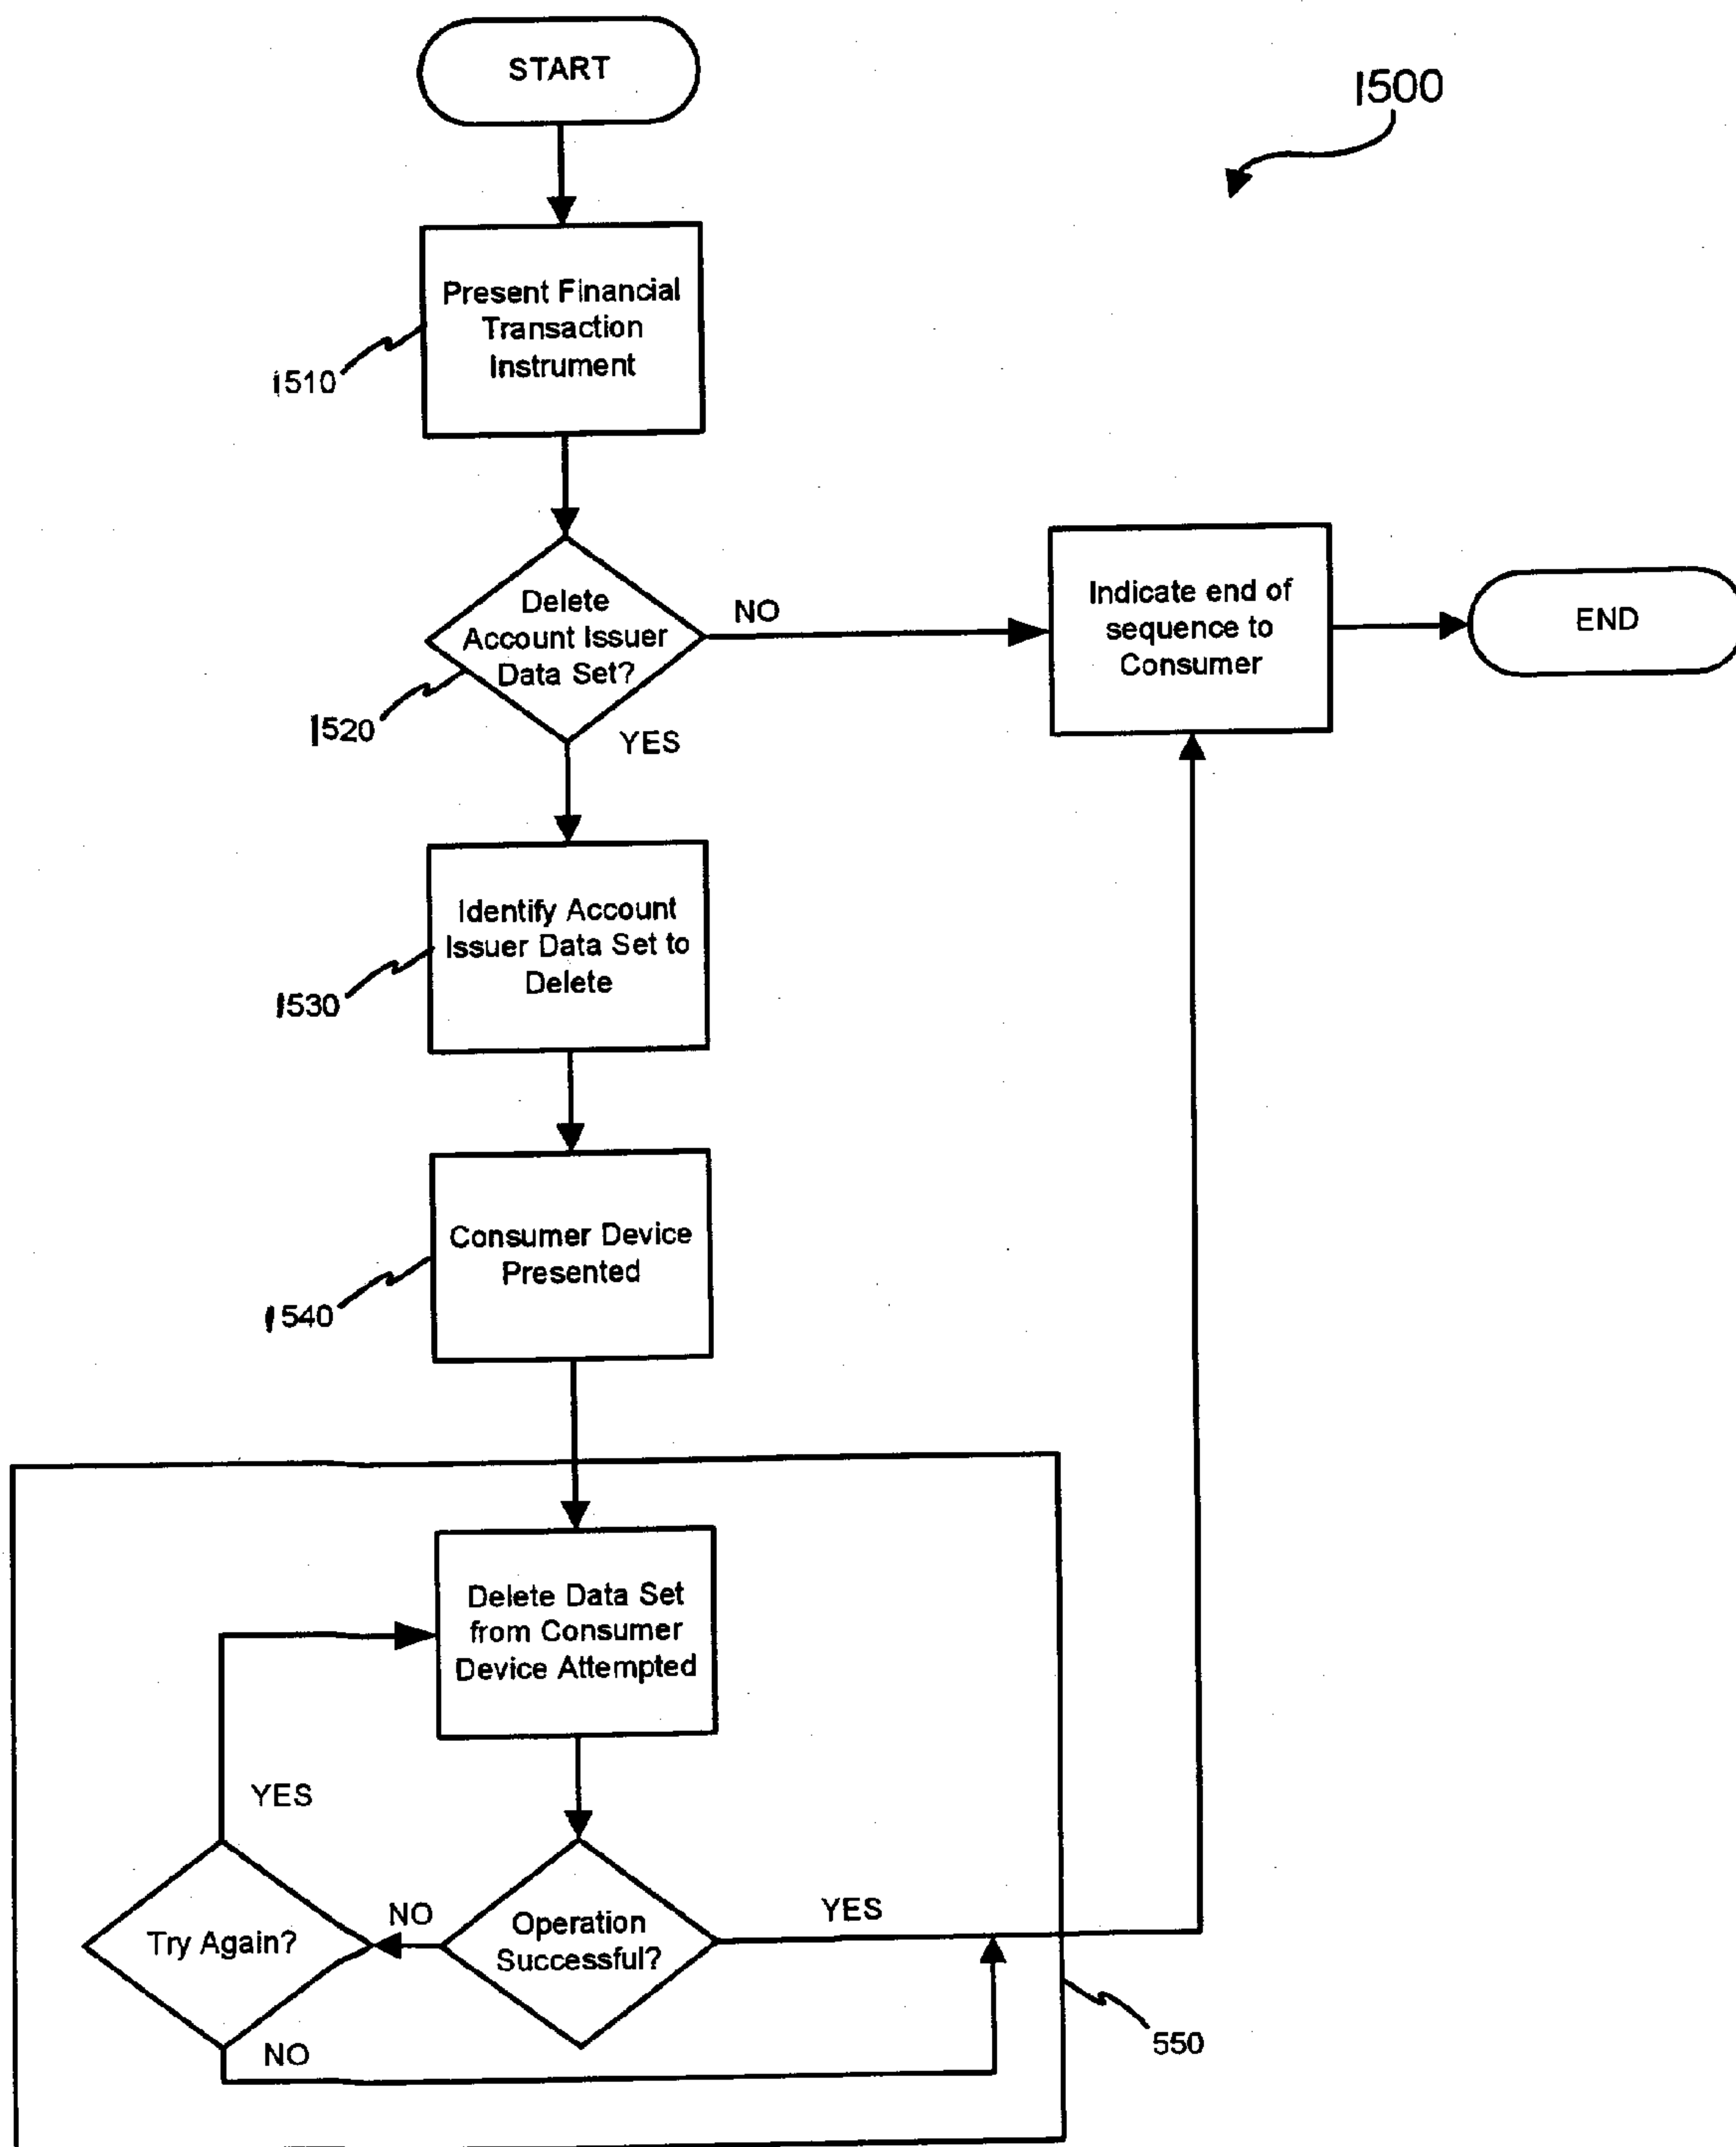 START
1500
Present Financial
Transaction
Instrument
1510
Delete
Account Issuer
Data Set?
1520
NO
YES
Indicate end of
sequence to
Consumer
END
Identify Account
Issuer Data Set to
Delete
1530
Consumer Device
Presented
1540
Delete Data Set
from Consumer
Device Attempted
YES
Try Again?
NO
Operation
Successful?
YES
NO
550